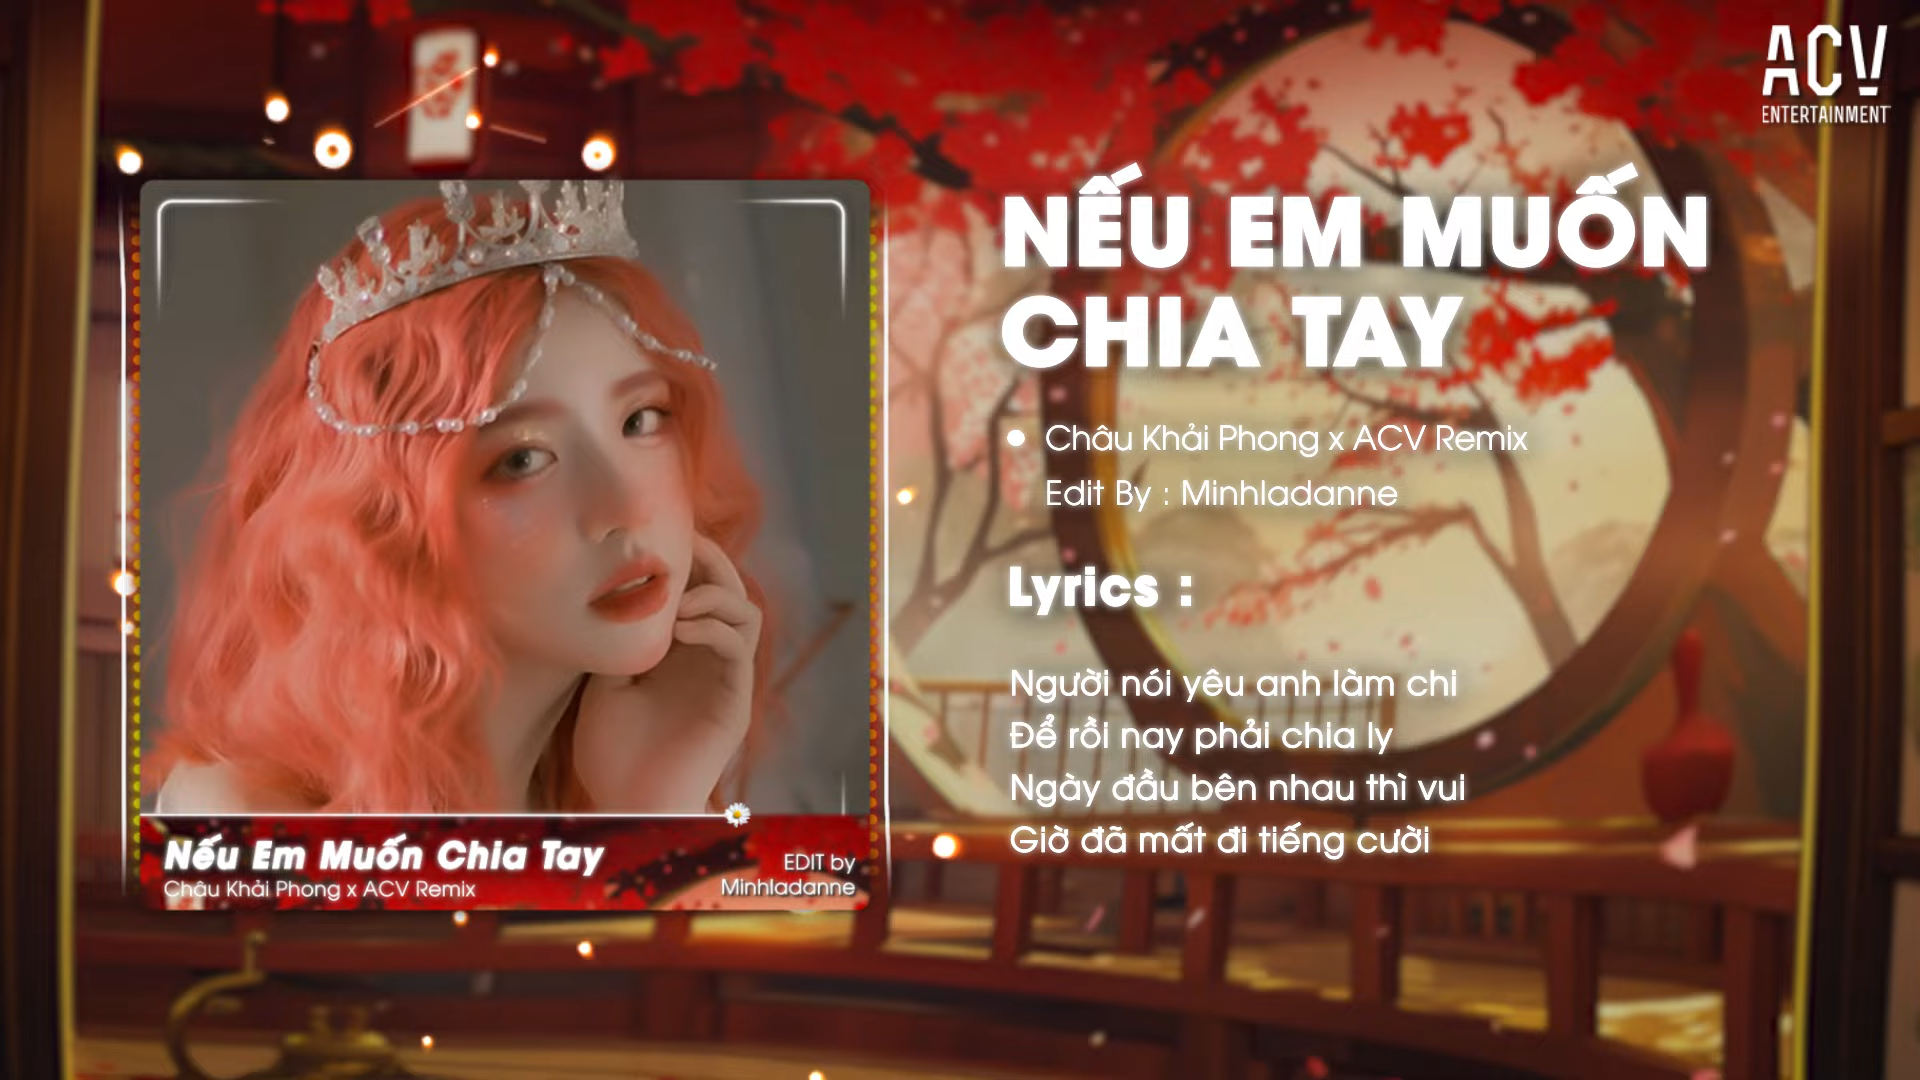 ACV
ENTERTAINMENT
NẾU EM MUỐN
CHIA TAY
Châu Khải Phong x ACV Remix
Edit By : Minhladanne
Lyrics :
Người nói yêu anh làm chi
Để rồi nay phải chia ly
Ngày đầu bên nhau thì vui
Giờ đã mất đi tiếng cười
Nếu Em Muốn Chia Tay
Châu Khải Phong x ACV Remix
EDIT by
Minhladanne